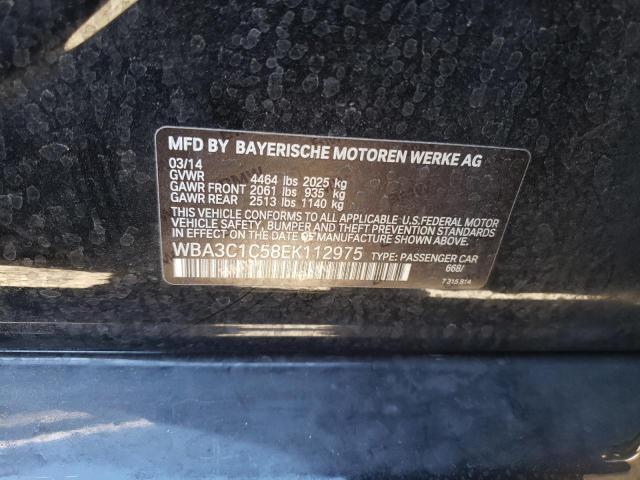 MFD BY BAYERISCHE MOTOREN WERKE AG
03/14
GVWR 4464 lbs 2025 kg
GAWR FRONT 2061 lbs 935 kg
GAWR REAR 2513 lbs 1140 kg
THIS VEHICLE CONFORMS TO ALL APPLICABLE U.S.FEDERAL MOTOR
VEHICLE SAFETY, BUMPER AND THEFT PREVENTION STANDARDS
IN EFFECT ON THE DATE OF MANUFACTURE SHOWN ABOVE.
WBA3C1C58EK112975 TYPE: PASSENGER CAR
668/
7 315 814